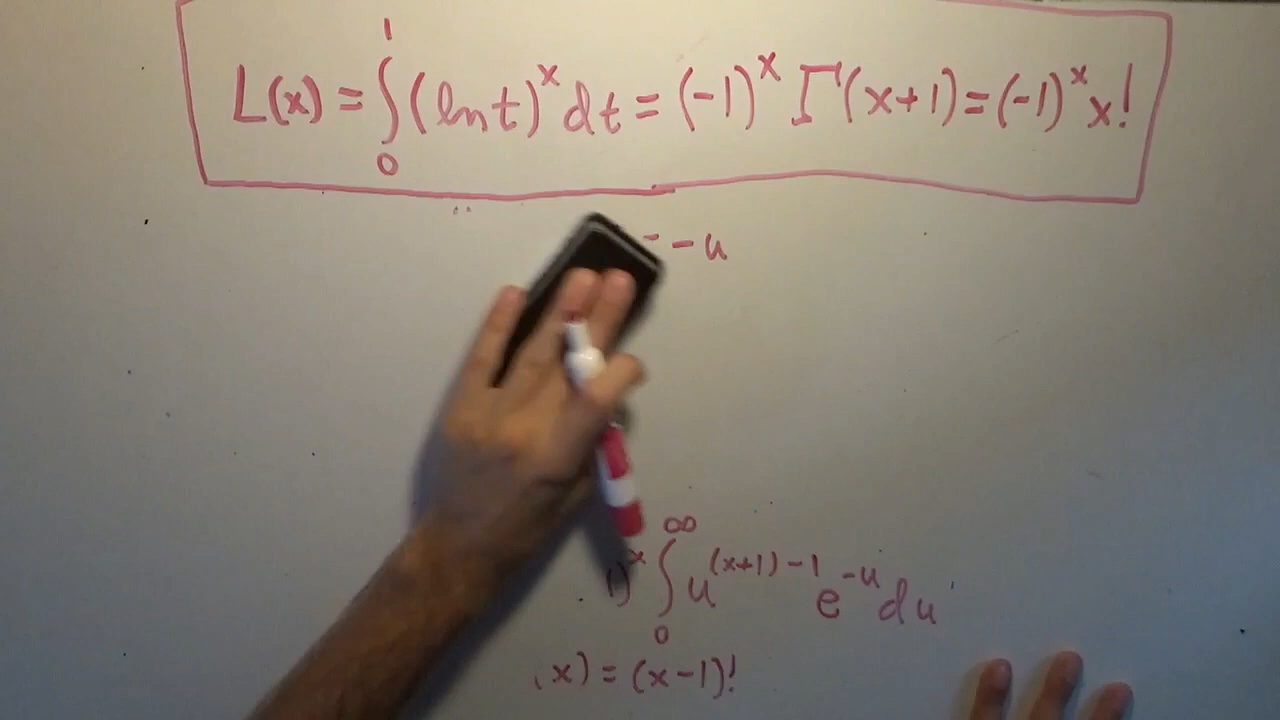 L(x) = ∫₀¹ (ln t)ˣ dt = (-1)ˣ Γ(x+1) = (-1)ˣ x!
- u
)ˣ ∫₀^∞ u^((x+1)-1) e^(-u) du
x) = (x-1)!